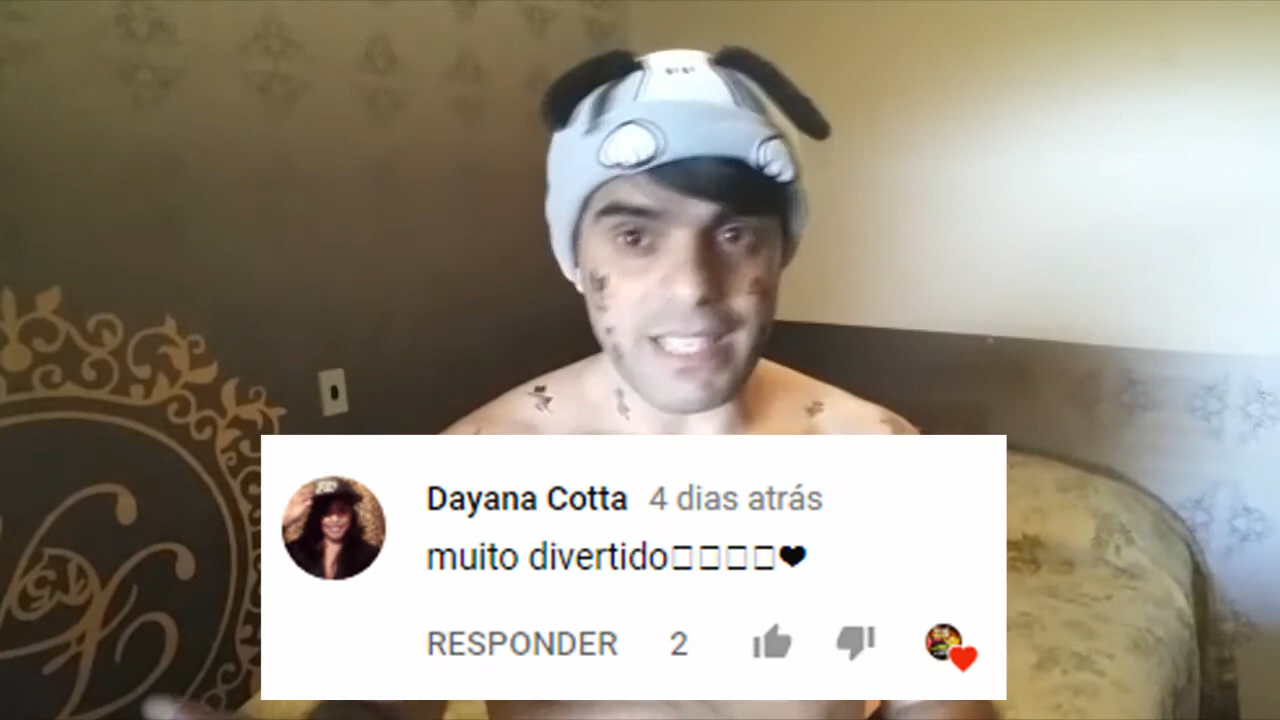 Dayana Cotta 4 dias atrás
muito divertido□□□□❤
RESPONDER 2